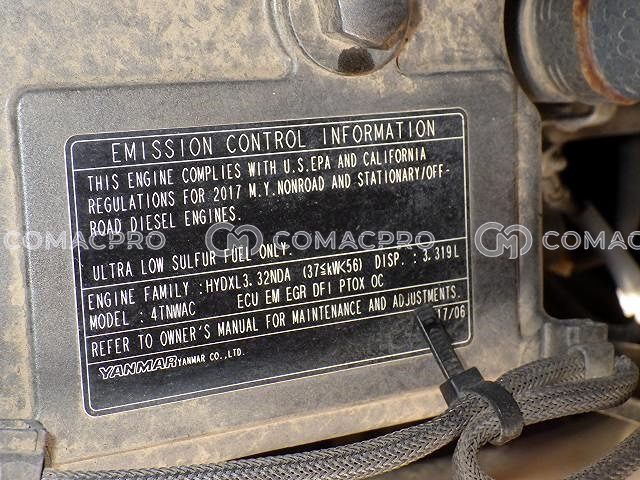 EMISSION CONTROL INFORMATION
THIS ENGINE COMPLIES WITH U.S.EPA AND CALIFORNIA
REGULATIONS FOR 2017 M.Y.NONROAD AND STATIONARY/OFF-
ROAD DIESEL ENGINES.
COMACPRO COMACPRO COMACPRO
ULTRA LOW SULFUR FUEL ONLY.
ENGINE FAMILY :HYDXL3.32NDA (37≤kW<56) DISP.:3.319L
MODEL : 4TNWAC ECU EM EGR DFI PTOX OC
REFER TO OWNER'S MANUAL FOR MAINTENANCE AND ADJUSTMENTS.
17/06
YANMAR YANMAR CO.,LTD.